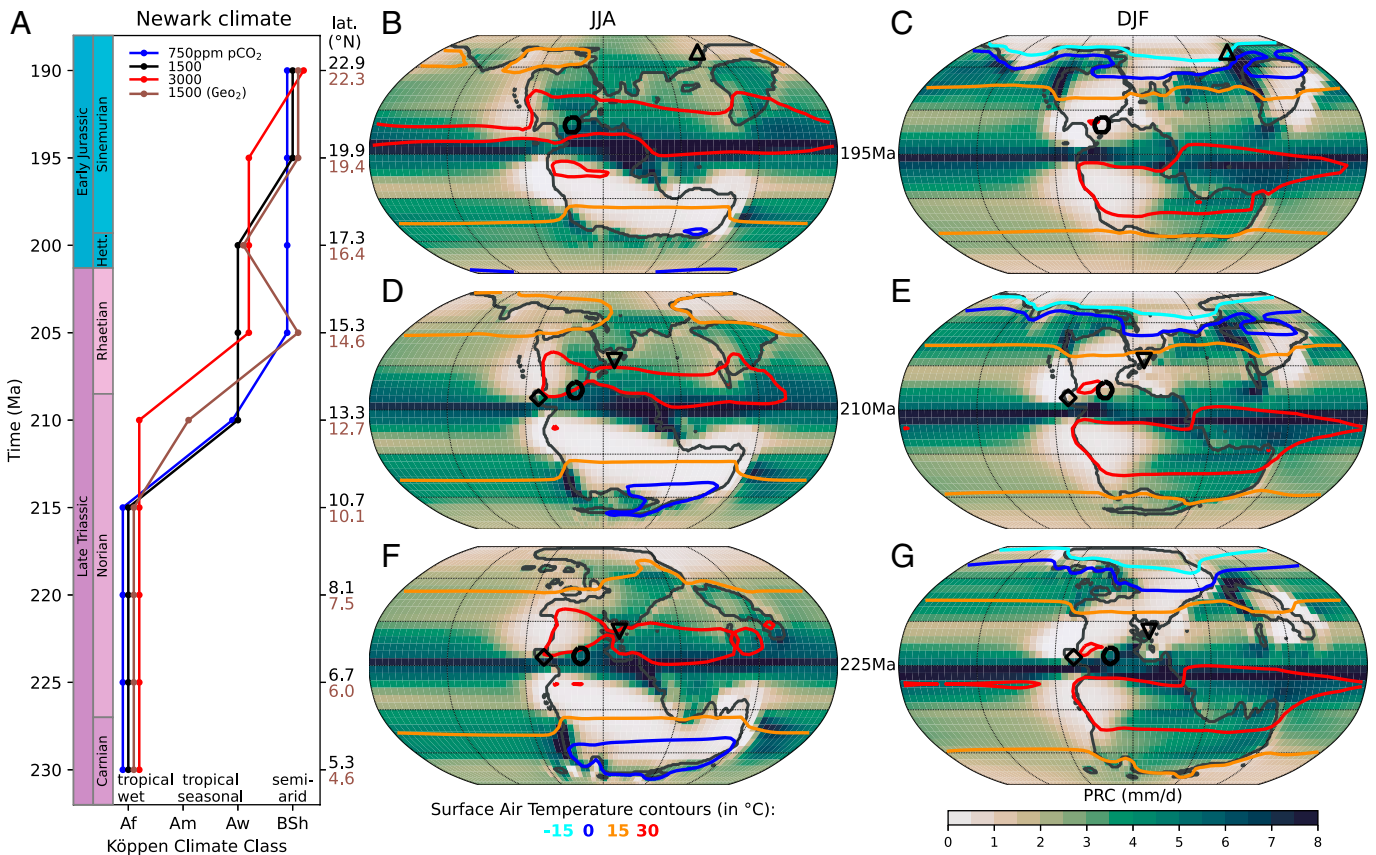 A
Newark climate
lat.
(°N)
750ppm pCO₂
1500
3000
1500 (Geo₂)
Time (Ma)
190
195
200
205
210
215
220
225
230
Early Jurassic
Late Triassic
Sinemurian
Hett.
Rhaetian
Norian
Carnian
22.9
22.3
19.9
19.4
17.3
16.4
15.3
14.6
13.3
12.7
10.7
10.1
8.1
7.5
6.7
6.0
5.3
4.6
tropical
wet
tropical
seasonal
semi-
arid
Af
Am
Aw
BSh
Köppen Climate Class
B
JJA
C
DJF
195Ma
D
E
210Ma
F
G
225Ma
Surface Air Temperature contours (in °C):
-15 0 15 30
PRC (mm/d)
0 1 2 3 4 5 6 7 8